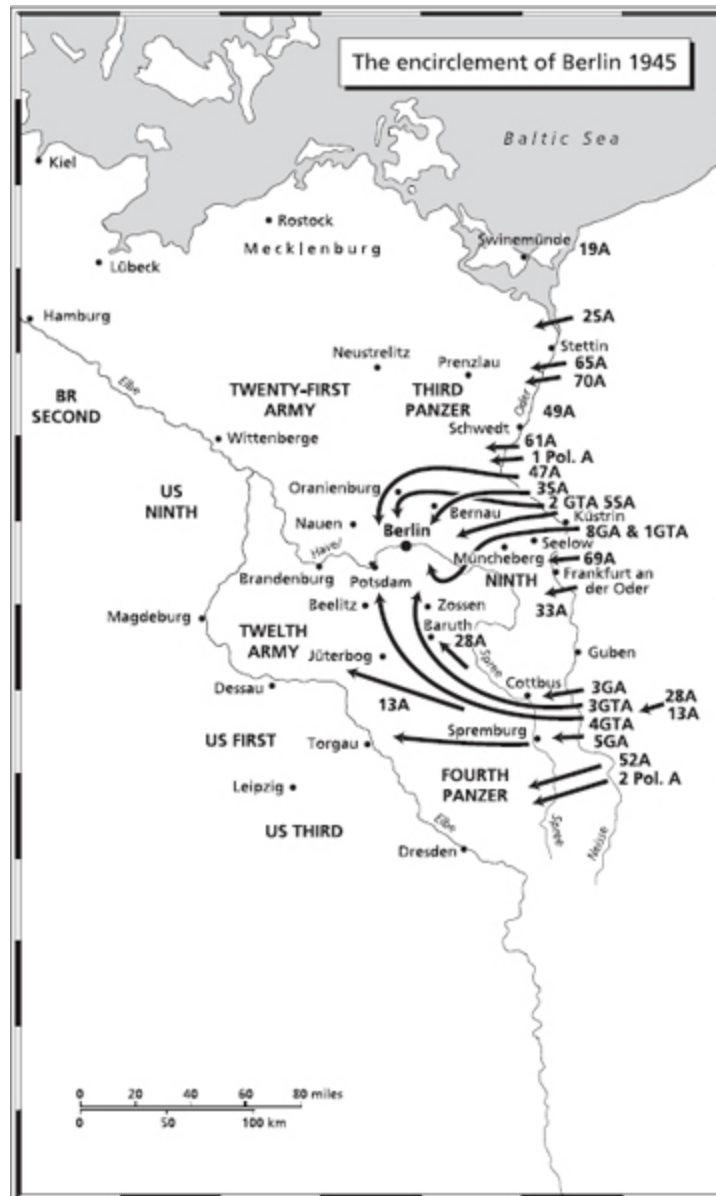 The encirclement of Berlin 1945
Baltic Sea
Kiel
Rostock
Mecklenburg
Swinemünde
19A
Lübeck
Hamburg
2SA
Stettin
Neustrelitz
Prenzlau
65A
70A
Elbe
BR
SECOND
TWENTY-FIRST
ARMY
THIRD
PANZER
Oder
49A
Schwedt
Wittenberge
61A
1 Pol. A
47A
US
NINTH
Oranienburg
3SA
2 GTA 5SA
Bernau
Küstrin
Nauen
Berlin
8GA & 1GTA
Seelow
Havel
Müncheberg
69A
Brandenburg
Potsdam
NINTH
Frankfurt an
der Oder
Beelitz
Zossen
33A
Magdeburg
Baruth
TWELTH
ARMY
28A
Jüterbog
Spree
Guben
Dessau
Cottbus
3GA
28A
13A
3GTA
13A
4GTA
US FIRST
Torgau
Spremburg
5GA
52A
2 Pol. A
Leipzig
FOURTH
PANZER
US THIRD
Elbe
Spree
Neisse
Dresden
0 20 40 60 80 miles
0 50 100 km